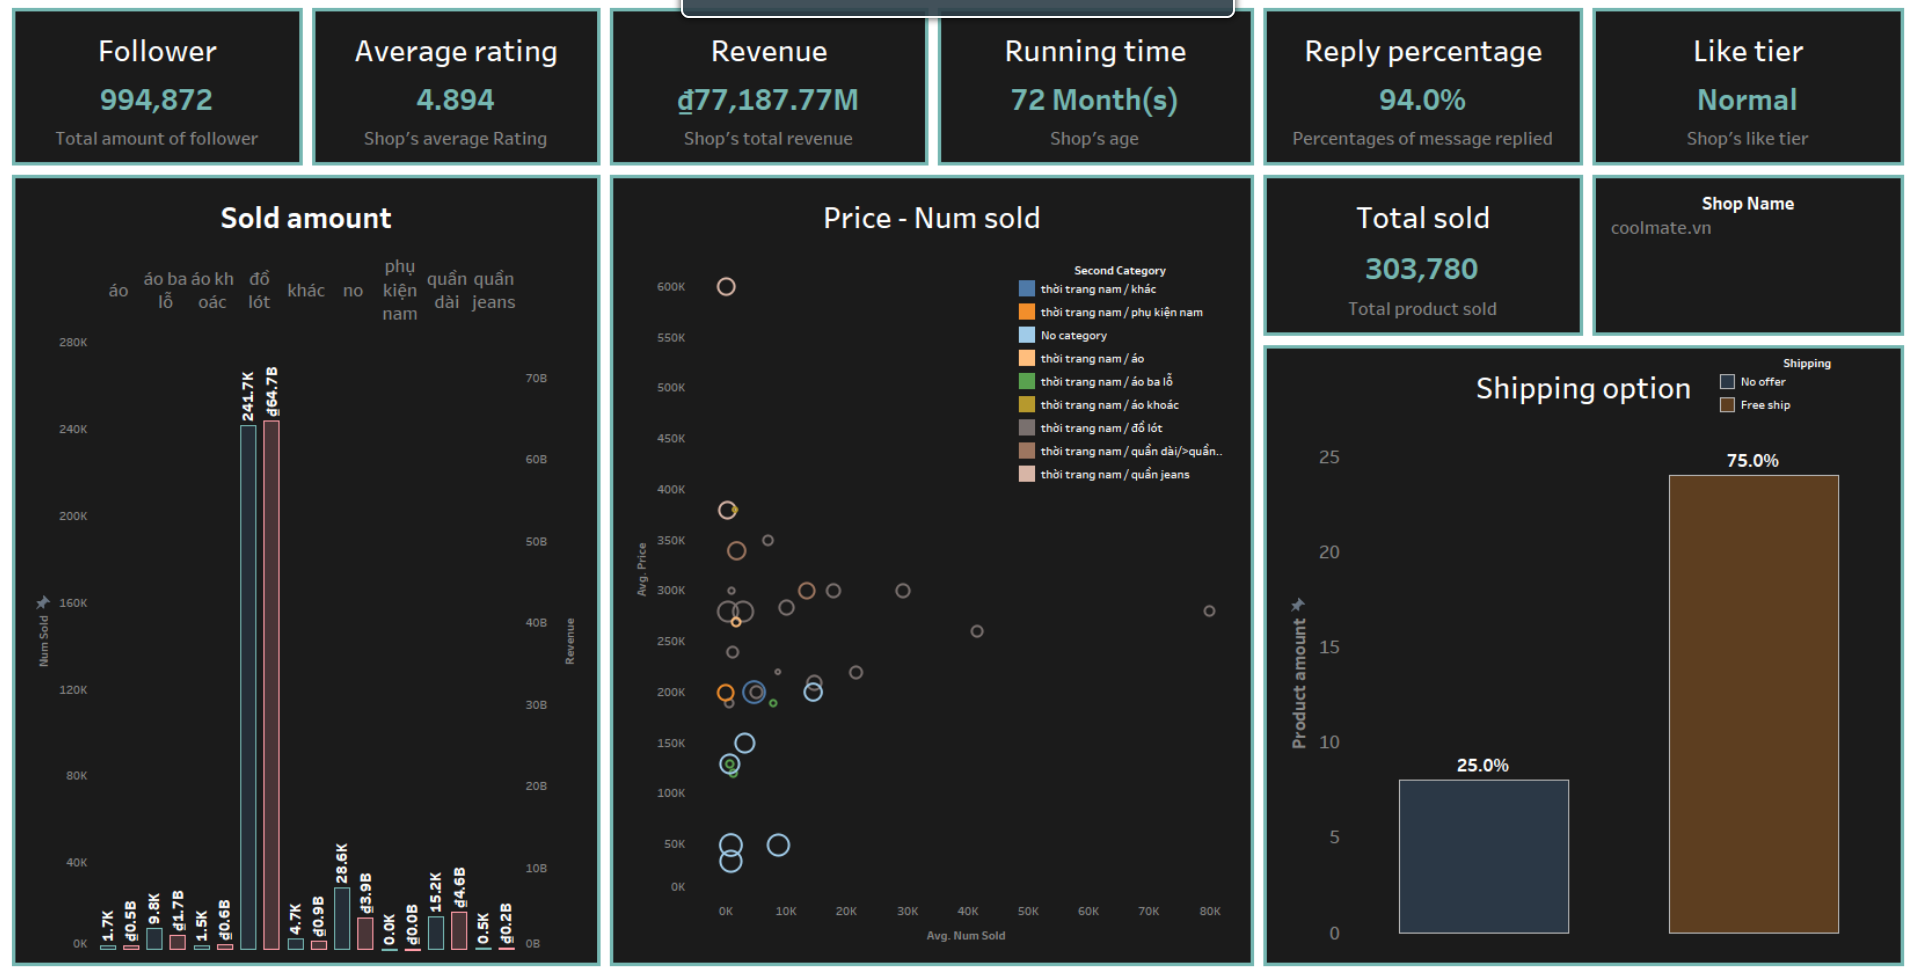 Follower
994,872
Total amount of follower
Average rating
4.894
Shop's average Rating
Revenue
₫77,187.77M
Shop's total revenue
Running time
72 Month(s)
Shop's age
Reply percentage
94.0%
Percentages of message replied
Like tier
Normal
Shop's like tier
Sold amount
áo
áo ba
lỗ
áo kh
oác
đồ
lót
khác
no
phụ
kiện
nam
quần
dài
quần
jeans
280K
240K
200K
160K
120K
80K
40K
0K
Num Sold
1.7K
₫0.5B
9.8K
₫1.7B
1.5K
₫0.6B
241.7K
₫64.7B
4.7K
₫0.9B
28.6K
₫3.9B
0.0K
₫0.0B
15.2K
₫4.6B
0.5K
₫0.2B
70B
60B
50B
40B
30B
20B
10B
0B
Revenue
Price - Num sold
Second Category
thời trang nam / khác
thời trang nam / phụ kiện nam
No category
thời trang nam / áo
thời trang nam / áo ba lỗ
thời trang nam / áo khoác
thời trang nam / đồ lót
thời trang nam / quần dài/>quần..
thời trang nam / quần jeans
600K
550K
500K
450K
400K
350K
300K
250K
200K
150K
100K
50K
0K
Avg. Price
0K
10K
20K
30K
40K
50K
60K
70K
80K
Avg. Num Sold
Total sold
303,780
Total product sold
Shop Name
coolmate.vn
Shipping option
Shipping
No offer
Free ship
25
20
15
10
5
0
Product amount
25.0%
75.0%